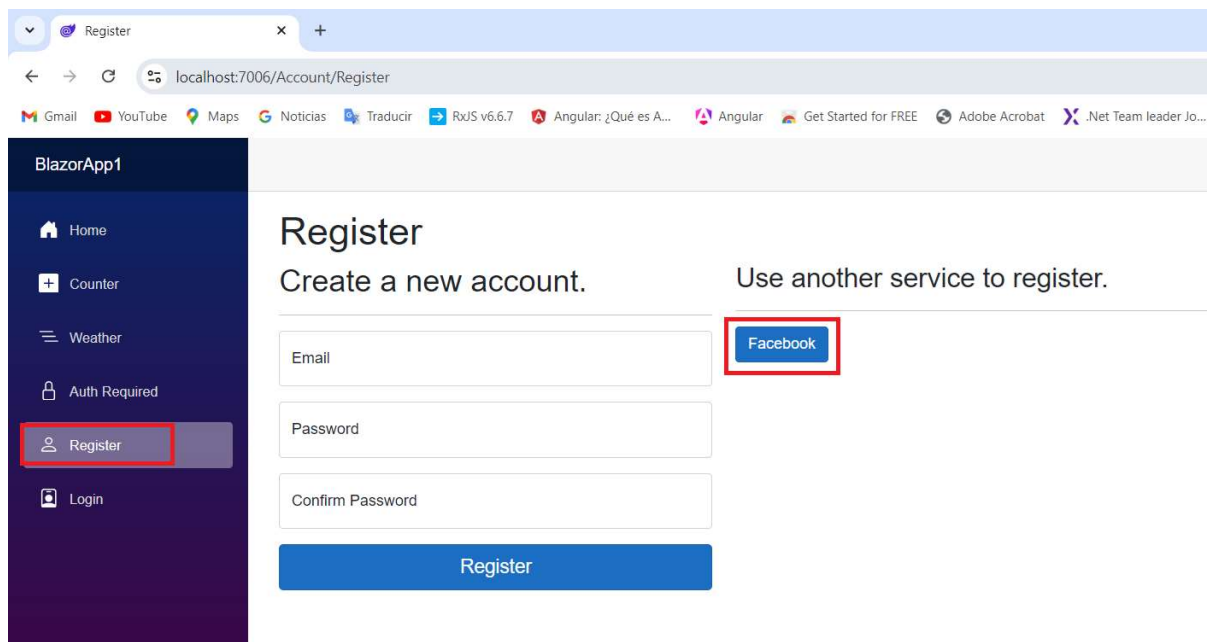 Register
localhost:7006/Account/Register
Gmail YouTube Maps Noticias Traducir RxJS v6.6.7 Angular: ¿Qué es A... Angular Get Started for FREE Adobe Acrobat .Net Team leader Jo...
BlazorApp1
Home
Counter
Weather
Auth Required
Register
Login
Register
Create a new account.
Email
Password
Confirm Password
Register
Use another service to register.
Facebook